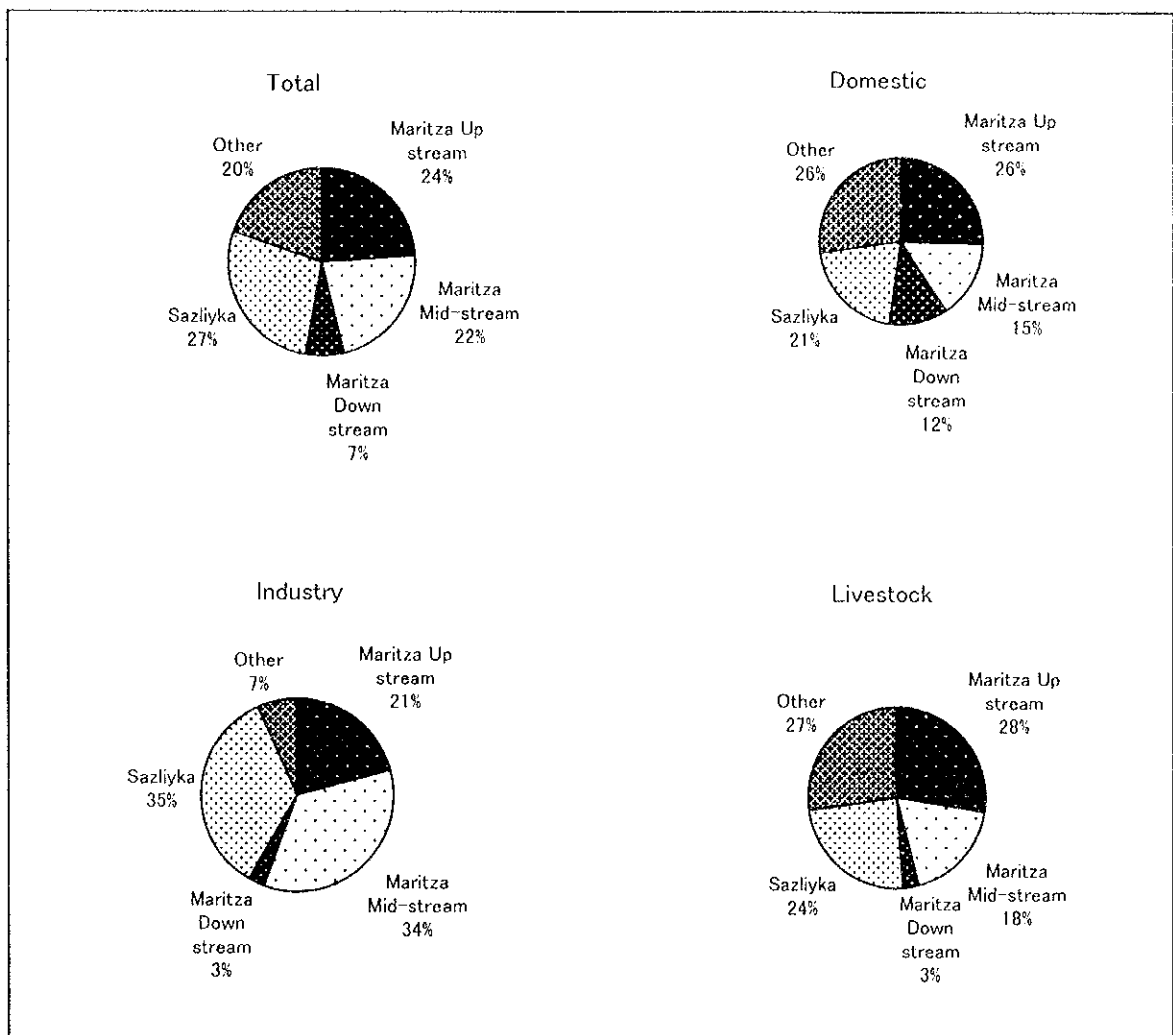 Total
Other
20%
Maritza Up
stream
24%
Maritza
Mid-stream
22%
Maritza
Down
stream
7%
Sazliyka
27%
Domestic
Other
26%
Maritza Up
stream
26%
Maritza
Mid-stream
15%
Maritza
Down
stream
12%
Sazliyka
21%
Industry
Other
7%
Maritza Up
stream
21%
Maritza
Mid-stream
34%
Maritza
Down
stream
3%
Sazliyka
35%
Livestock
Other
27%
Maritza Up
stream
28%
Maritza
Mid-stream
18%
Maritza
Down
stream
3%
Sazliyka
24%